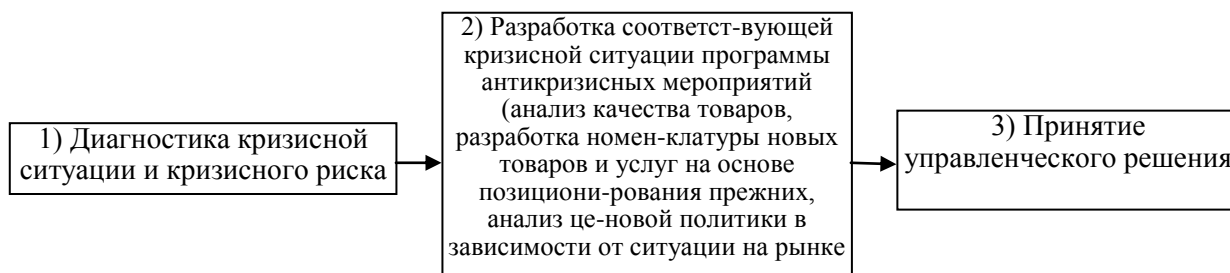 1) Диагностика кризисной
ситуации и кризисного риска
2) Разработка соответст-вующей
кризисной ситуации программы
антикризисных мероприятий
(анализ качества товаров,
разработка номен-клатуры новых
товаров и услуг на основе
позициони-рования прежних,
анализ це-новой политики в
зависимости от ситуации на рынке
3) Принятие
управленческого решения